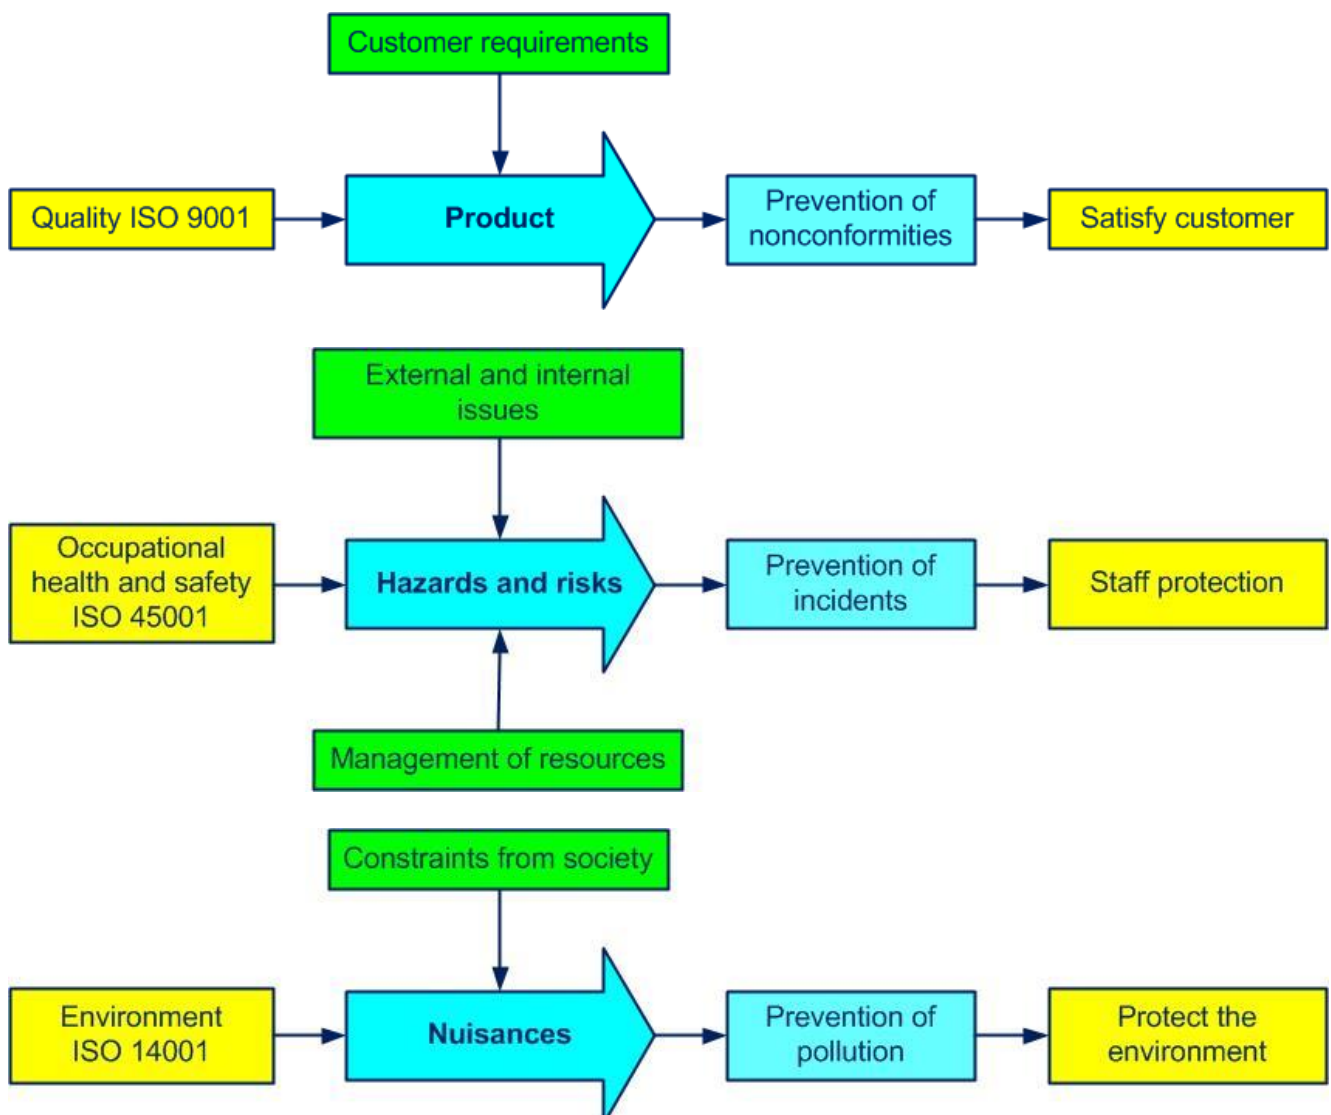 Customer requirements
Quality ISO 9001
Product
Prevention of
nonconformities
Satisfy customer
External and internal
issues
Occupational
health and safety
ISO 45001
Hazards and risks
Prevention of
incidents
Staff protection
Management of resources
Constraints from society
Environment
ISO 14001
Nuisances
Prevention of
pollution
Protect the
environment